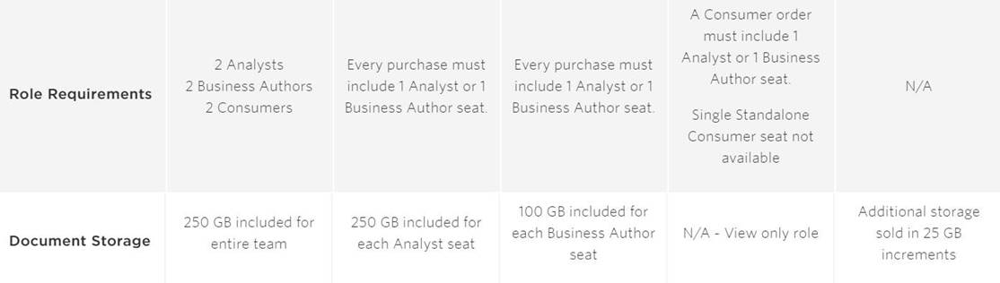 Role Requirements
2 Analysts
2 Business Authors
2 Consumers
Every purchase must
include 1 Analyst or 1
Business Author seat.
Every purchase must
include 1 Analyst or 1
Business Author seat.
A Consumer order
must include 1
Analyst or 1 Business
Author seat.
Single Standalone
Consumer seat not
available
N/A
Document Storage
250 GB included for
entire team
250 GB included for
each Analyst seat
100 GB included for
each Business Author
seat
N/A - View only role
Additional storage
sold in 25 GB
increments